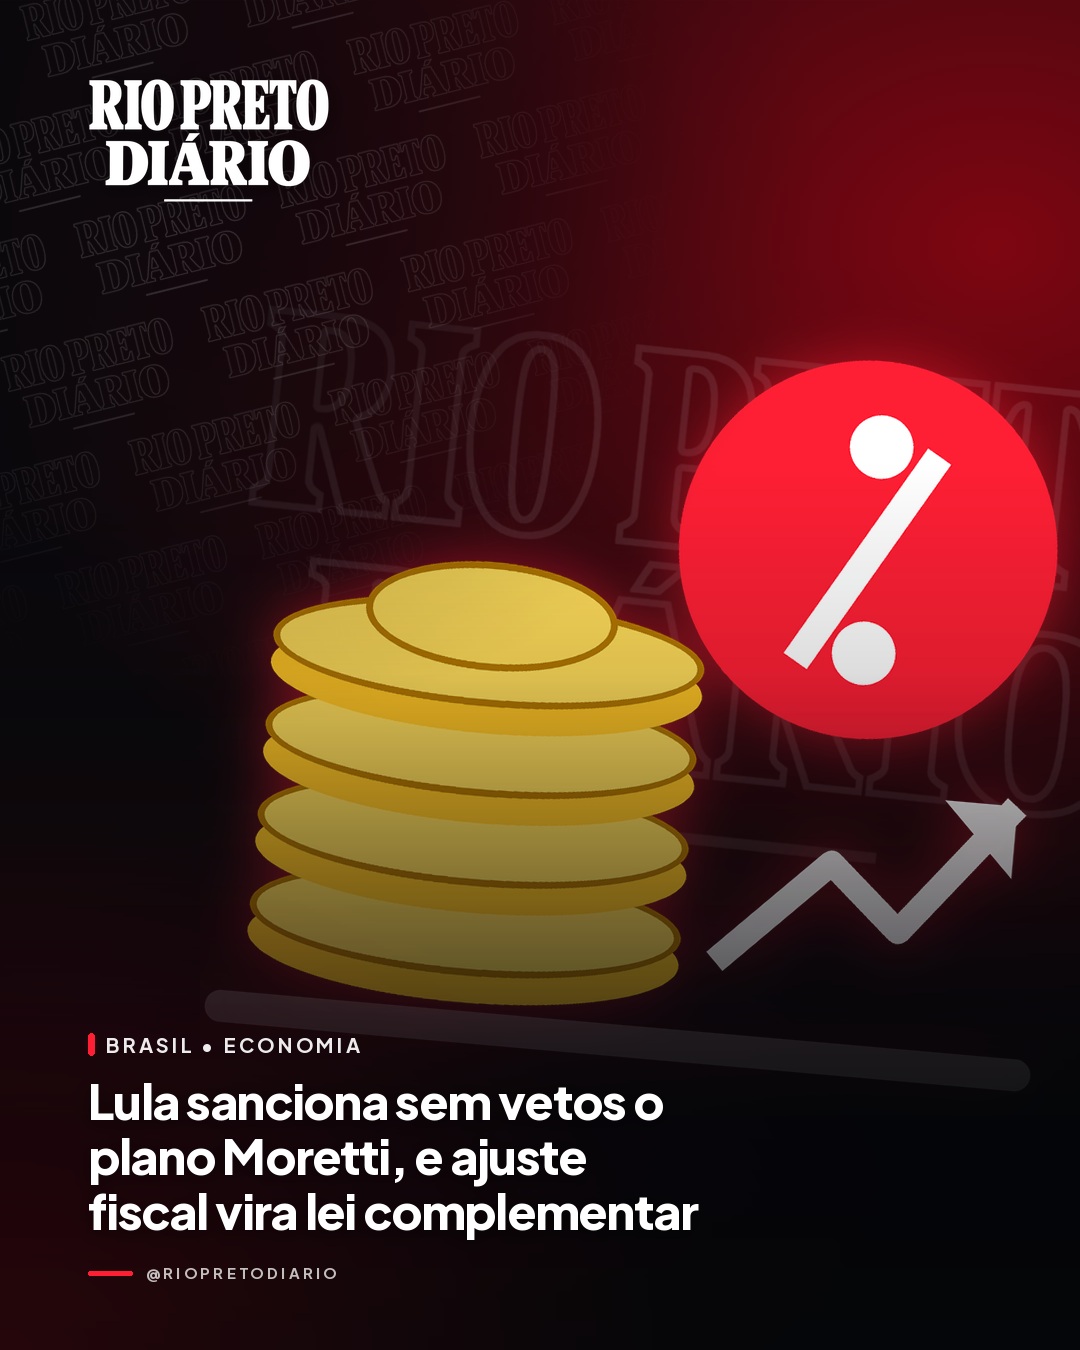 RIO PRETO
DIÁRIO
BRASIL • ECONOMIA
Lula sanciona sem vetos o
plano Moretti, e ajuste
fiscal vira lei complementar
@RIOPRETODIARIO